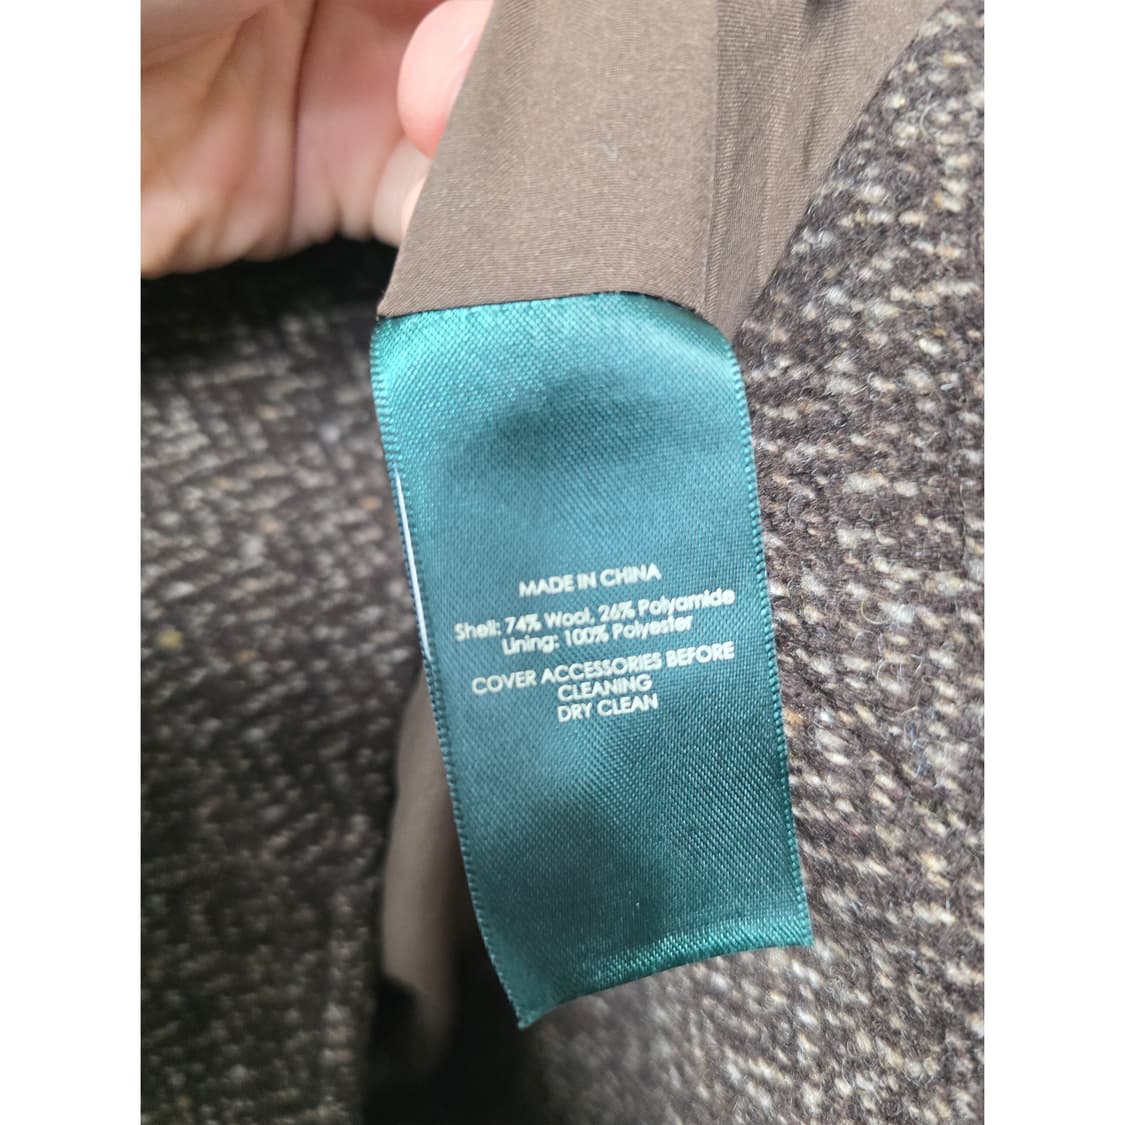 MADE IN CHINA
Shell: 74% Wool, 26% Polyamide
Lining: 100% Polyester
COVER ACCESSORIES BEFORE
CLEANING
DRY CLEAN